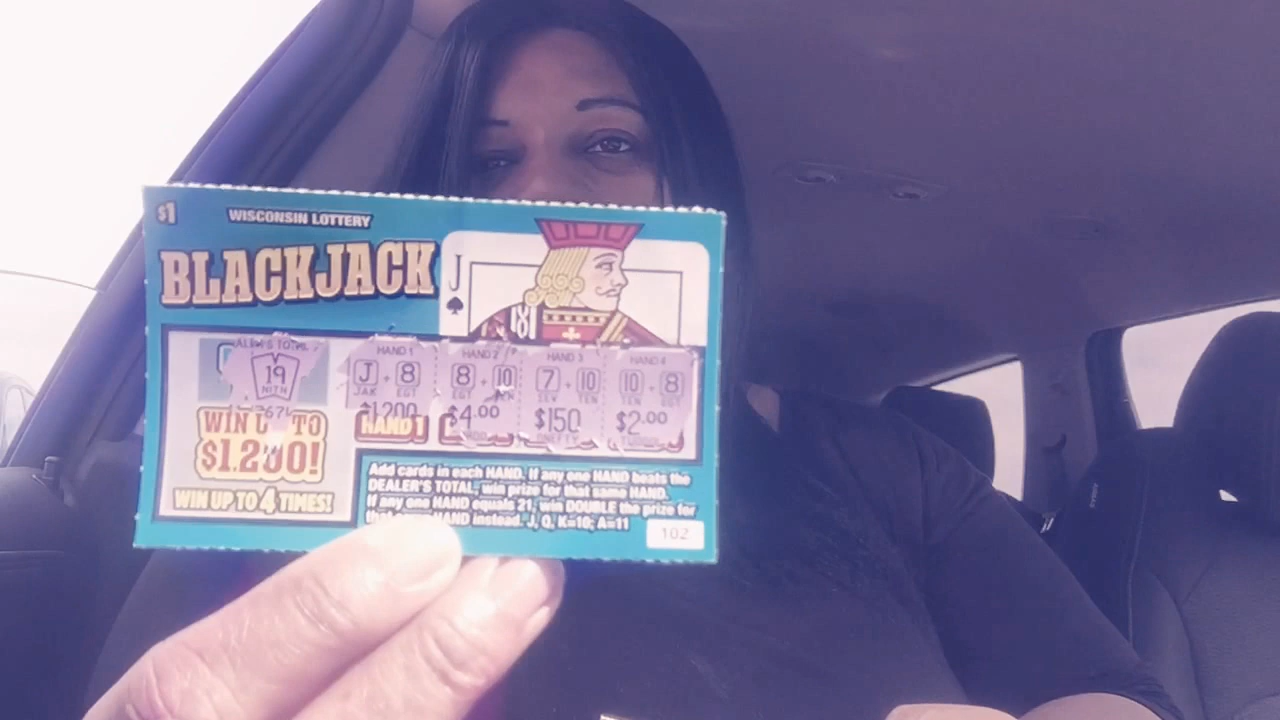 $1 WISCONSIN LOTTERY
BLACKJACK
J
19
NITN
WIN UP TO
$1,200!
WIN UP TO 4 TIMES!
HAND 1
J + 8
JAK EGT
$1200
HAND 1
HAND 2
8 + 10
EGT TEN
$4.00
HAND 3
7 + 10
SEV TEN
$150
ONEFTY
HAND 4
10 + 8
TEN EGT
$2.00
Add cards in each HAND. If any one HAND beats the
DEALER'S TOTAL, win prize for that same HAND.
If any one HAND equals 21, win DOUBLE the prize for
HAND instead. J, Q, K=10; A=11
102